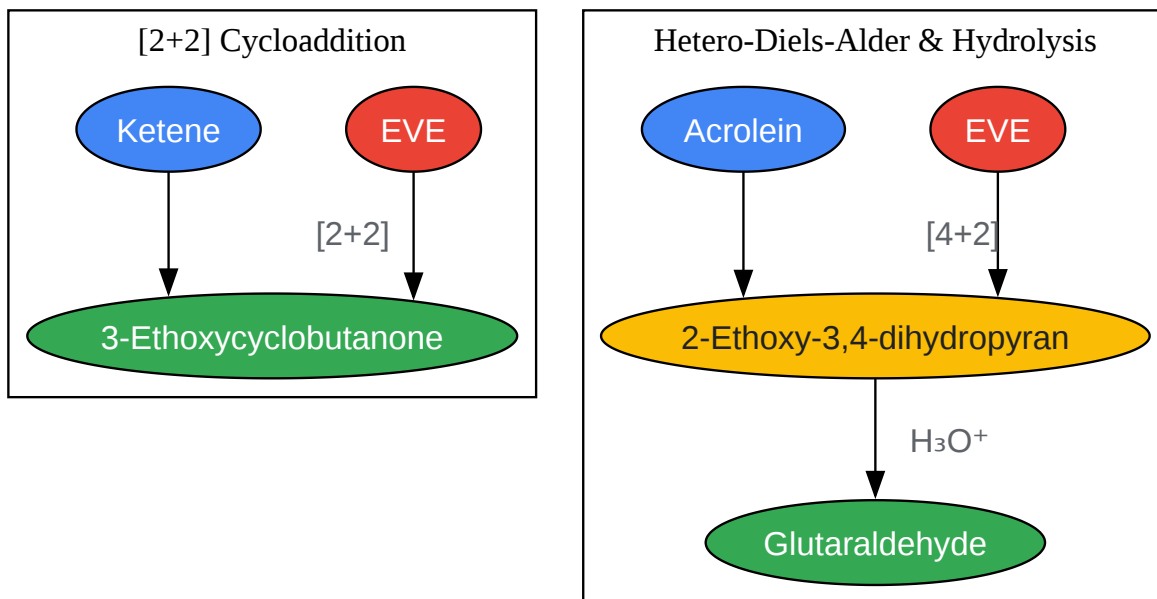 [2+2] Cycloaddition
Ketene
EVE
[2+2]
3-Ethoxycyclobutanone
Hetero-Diels-Alder & Hydrolysis
Acrolein
EVE
[4+2]
2-Ethoxy-3,4-dihydropyran
H₃O⁺
Glutaraldehyde